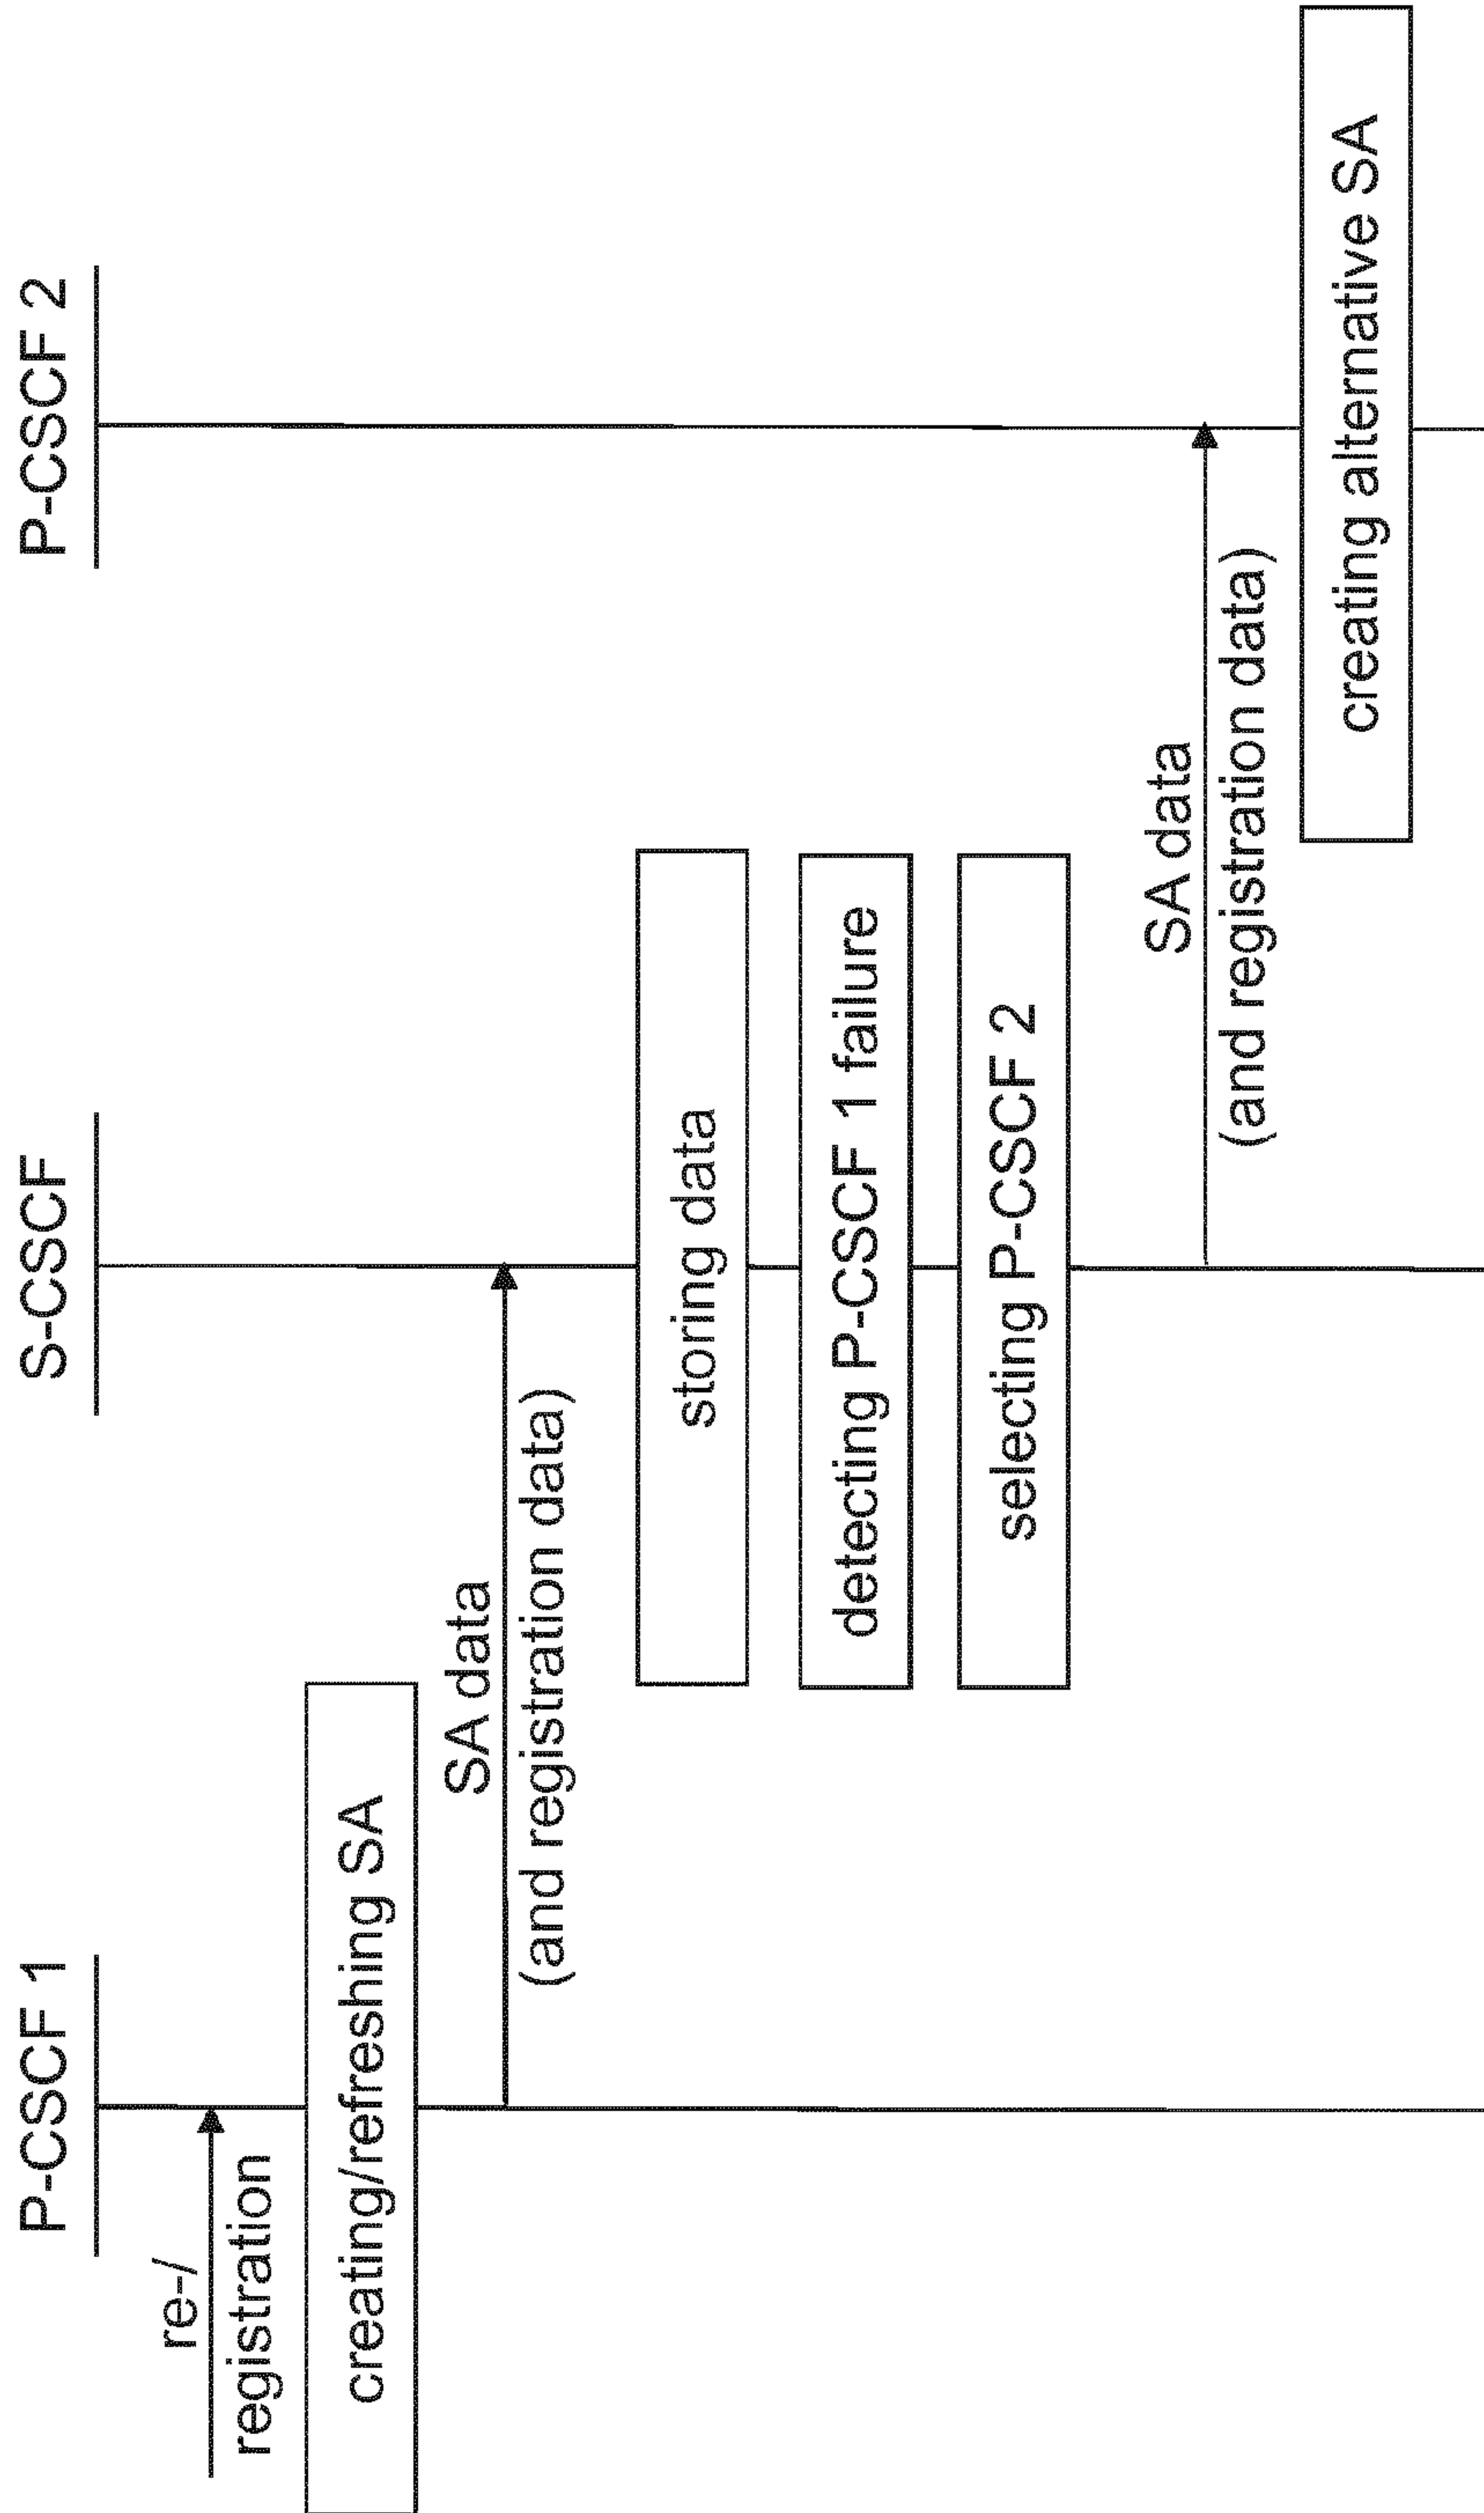 P-CSCF 1
S-CSCF
P-CSCF 2
re-/
registration
creating/refreshing SA
SA data
(and registration data)
storing data
detecting P-CSCF 1 failure
selecting P-CSCF 2
SA data
(and registration data)
creating alternative SA